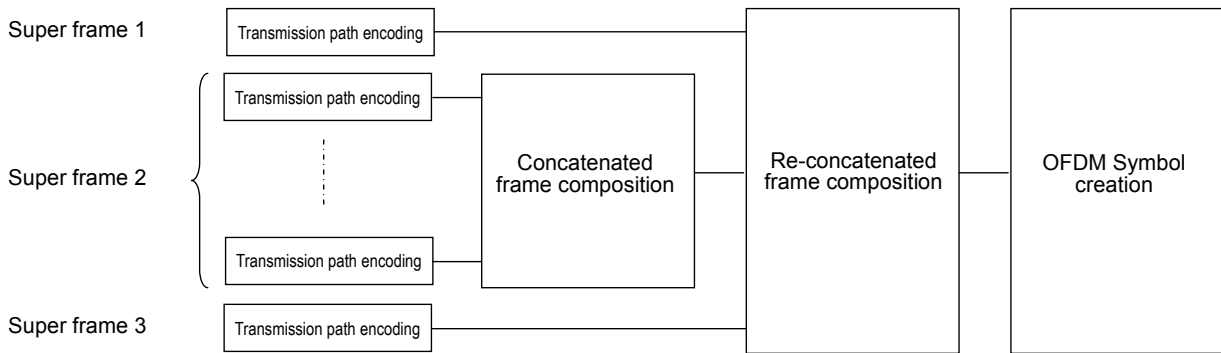 Super frame 1
Transmission path encoding
Transmission path encoding
Super frame 2
Concatenated
frame composition
Re-concatenated
frame composition
OFDM Symbol
creation
Transmission path encoding
Super frame 3
Transmission path encoding